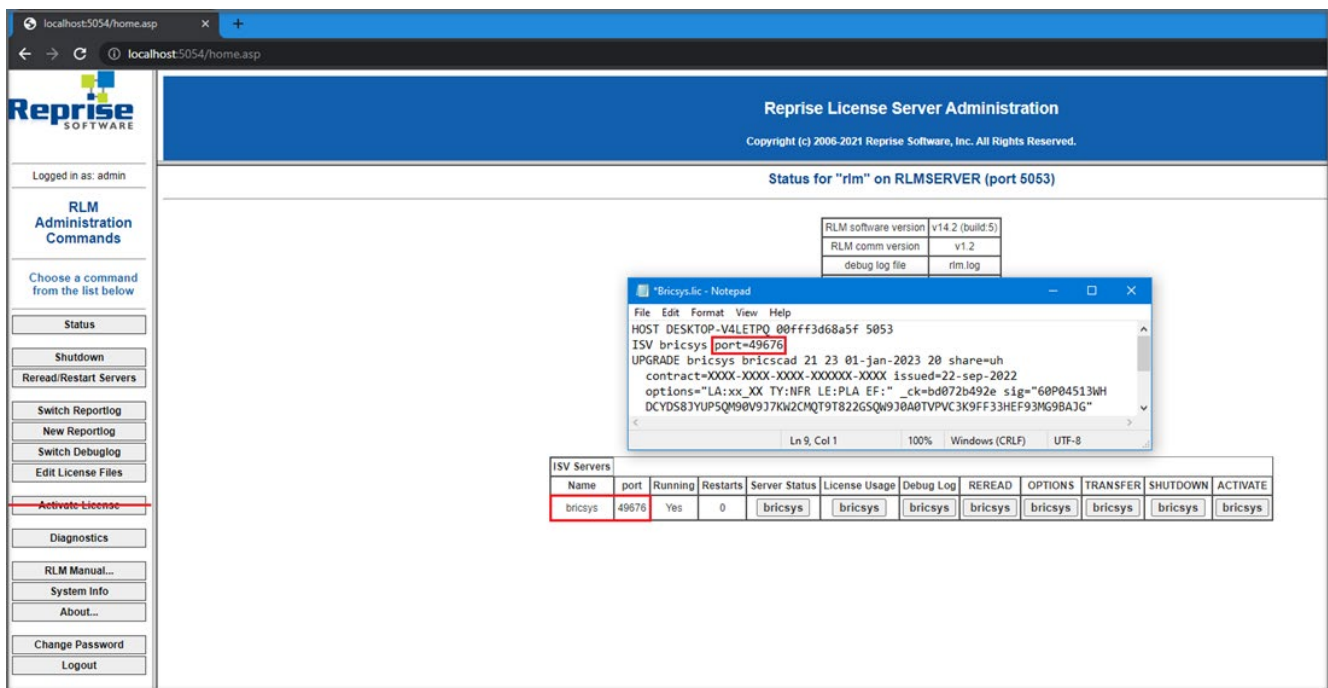 localhost:5054/home.asp
localhost:5054/home.asp
Reprise
SOFTWARE
Logged in as: admin
RLM
Administration
Commands
Choose a command
from the list below
Status
Shutdown
Reread/Restart Servers
Switch Reportlog
New Reportlog
Switch Debuglog
Edit License Files
Activate License
Diagnostics
RLM Manual...
System Info
About...
Change Password
Logout
Reprise License Server Administration
Copyright (c) 2006-2021 Reprise Software, Inc. All Rights Reserved.
Status for "rlm" on RLMSERVER (port 5053)
RLM software version v14.2 (build:5)
RLM comm version v1.2
debug log file rlm.log
*Bricsys.lic - Notepad
File Edit Format View Help
HOST DESKTOP-V4LETPQ 00fff3d68a5f 5053
ISV bricsys port=49676
UPGRADE bricsys bricscad 21 23 01-jan-2023 20 share=uh
contract=XXXX-XXXX-XXXX-XXXXXX-XXXX issued=22-sep-2022
options="LA:xx_XX TY:NFR LE:PLA EF:" _ck=bd072b492e sig="60P04513WH
DCYDS8JYUP5QM90V9J7KW2CMQT9T822GSQW9J0A0TVPVC3K9FF33HEF93MG9BAJG"
Ln 9, Col 1 100% Windows (CRLF) UTF-8
ISV Servers
Name port Running Restarts Server Status License Usage Debug Log REREAD OPTIONS TRANSFER SHUTDOWN ACTIVATE
bricsys 49676 Yes 0 bricsys bricsys bricsys bricsys bricsys bricsys bricsys bricsys